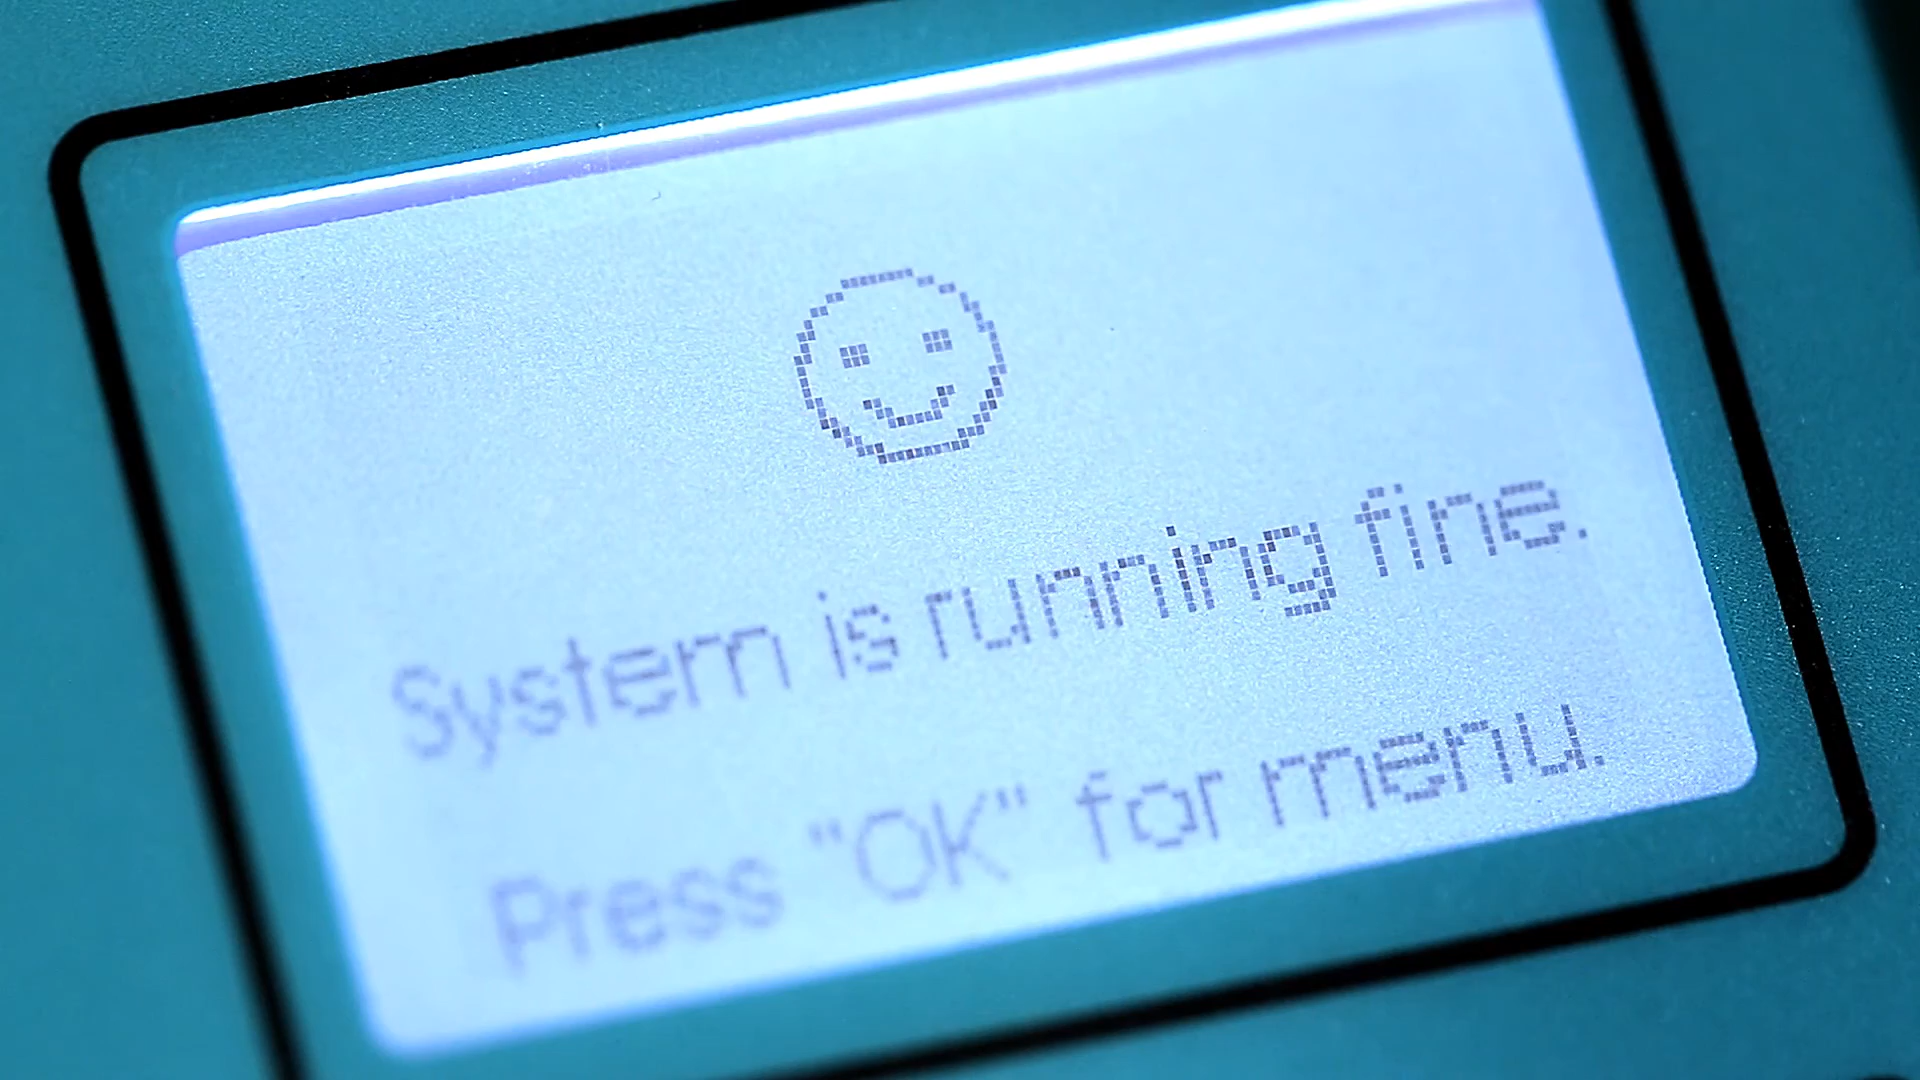 System is running fine.
Press "OK" for menu.